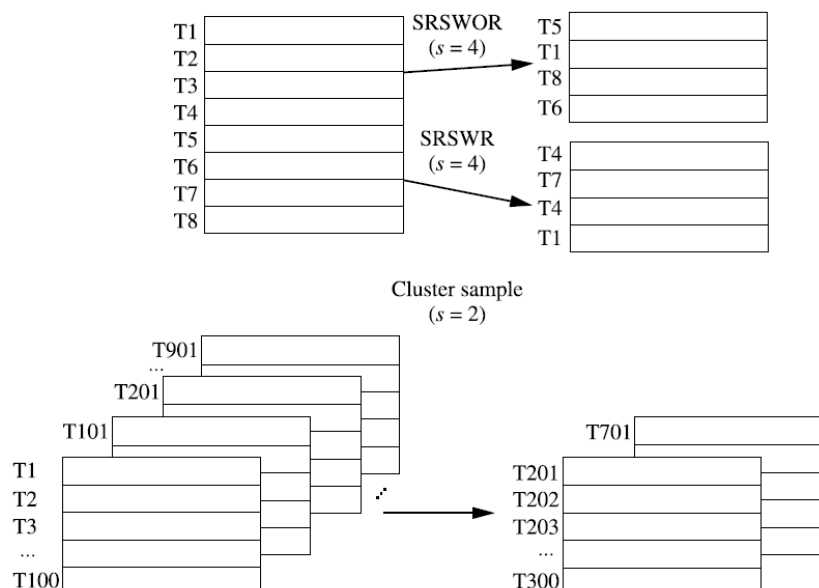 T1
T2
T3
T4
T5
T6
T7
T8
SRSWOR
(s = 4)
T5
T1
T8
T6
SRSWR
(s = 4)
T4
T7
T4
T1
Cluster sample
(s = 2)
T901
...
T201
T101
T1
T2
T3
...
T100
T701
T201
T202
T203
...
T300